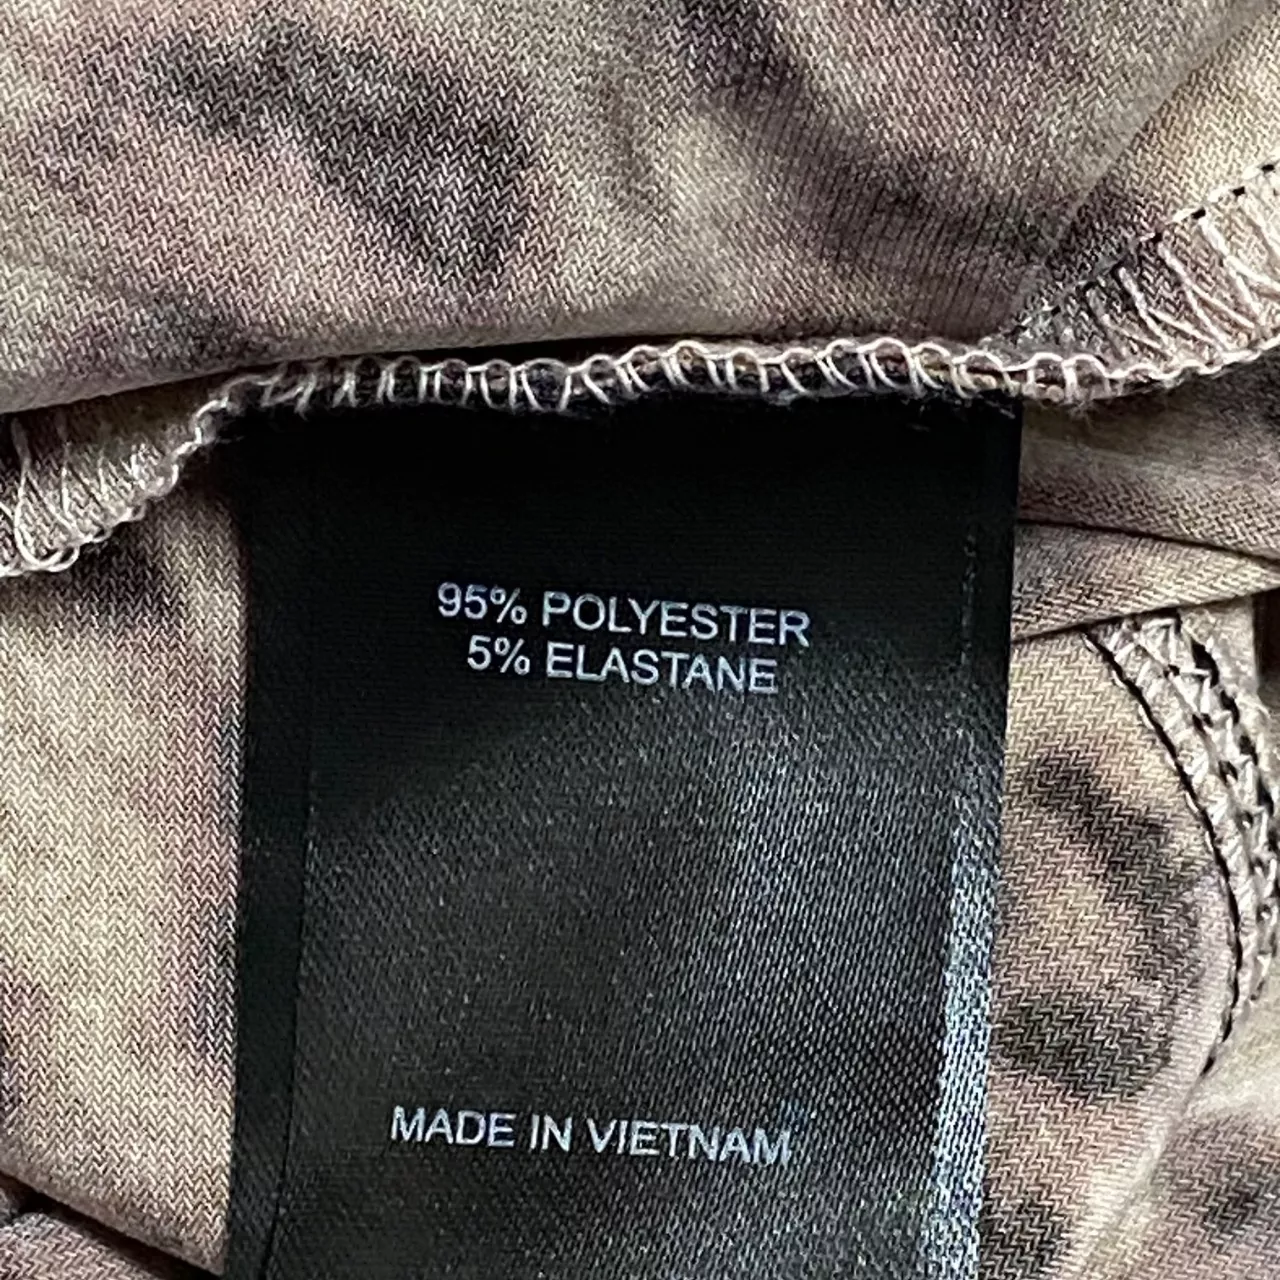 95% POLYESTER
5% ELASTANE
MADE IN VIETNAM